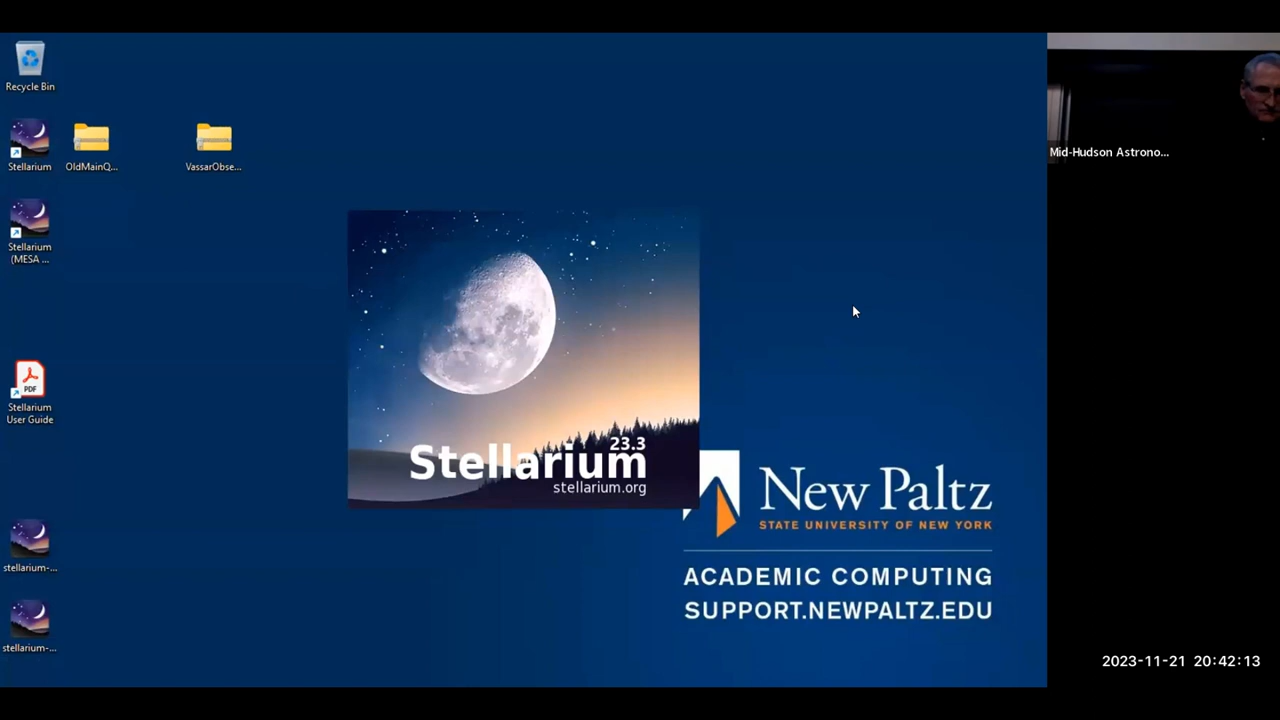 Recycle Bin
Stellarium
OldMainQ...
VassarObse...
Stellarium
(MESA ...
PDF
Stellarium
User Guide
stellarium-...
stellarium-...
23.3
Stellarium
stellarium.org
New Paltz
STATE UNIVERSITY OF NEW YORK
ACADEMIC COMPUTING
SUPPORT.NEWPALTZ.EDU
Mid-Hudson Astrono...
2023-11-21 20:42:13